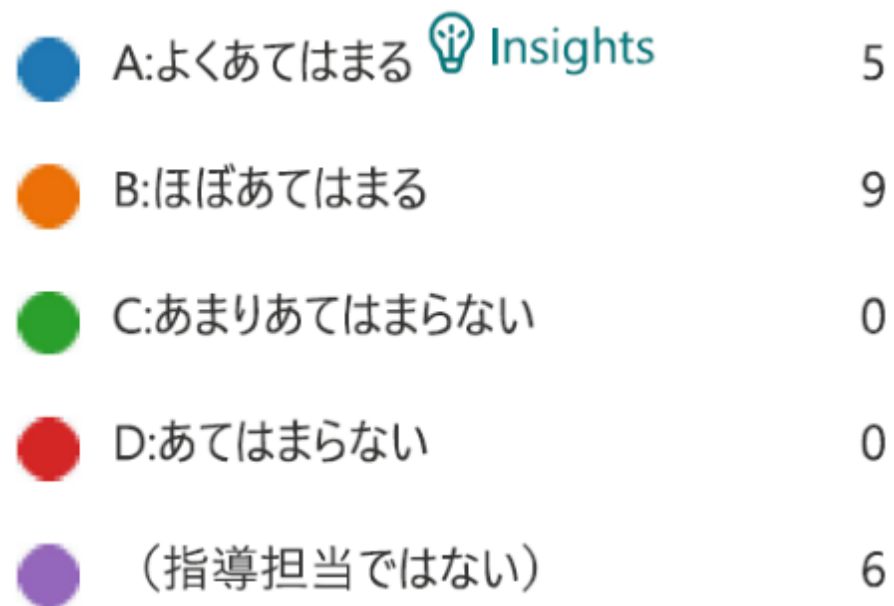 A:よくあてはまる Insights 5
B:ほぼあてはまる 9
C:あまりあてはまらない 0
D:あてはまらない 0
（指導担当ではない） 6